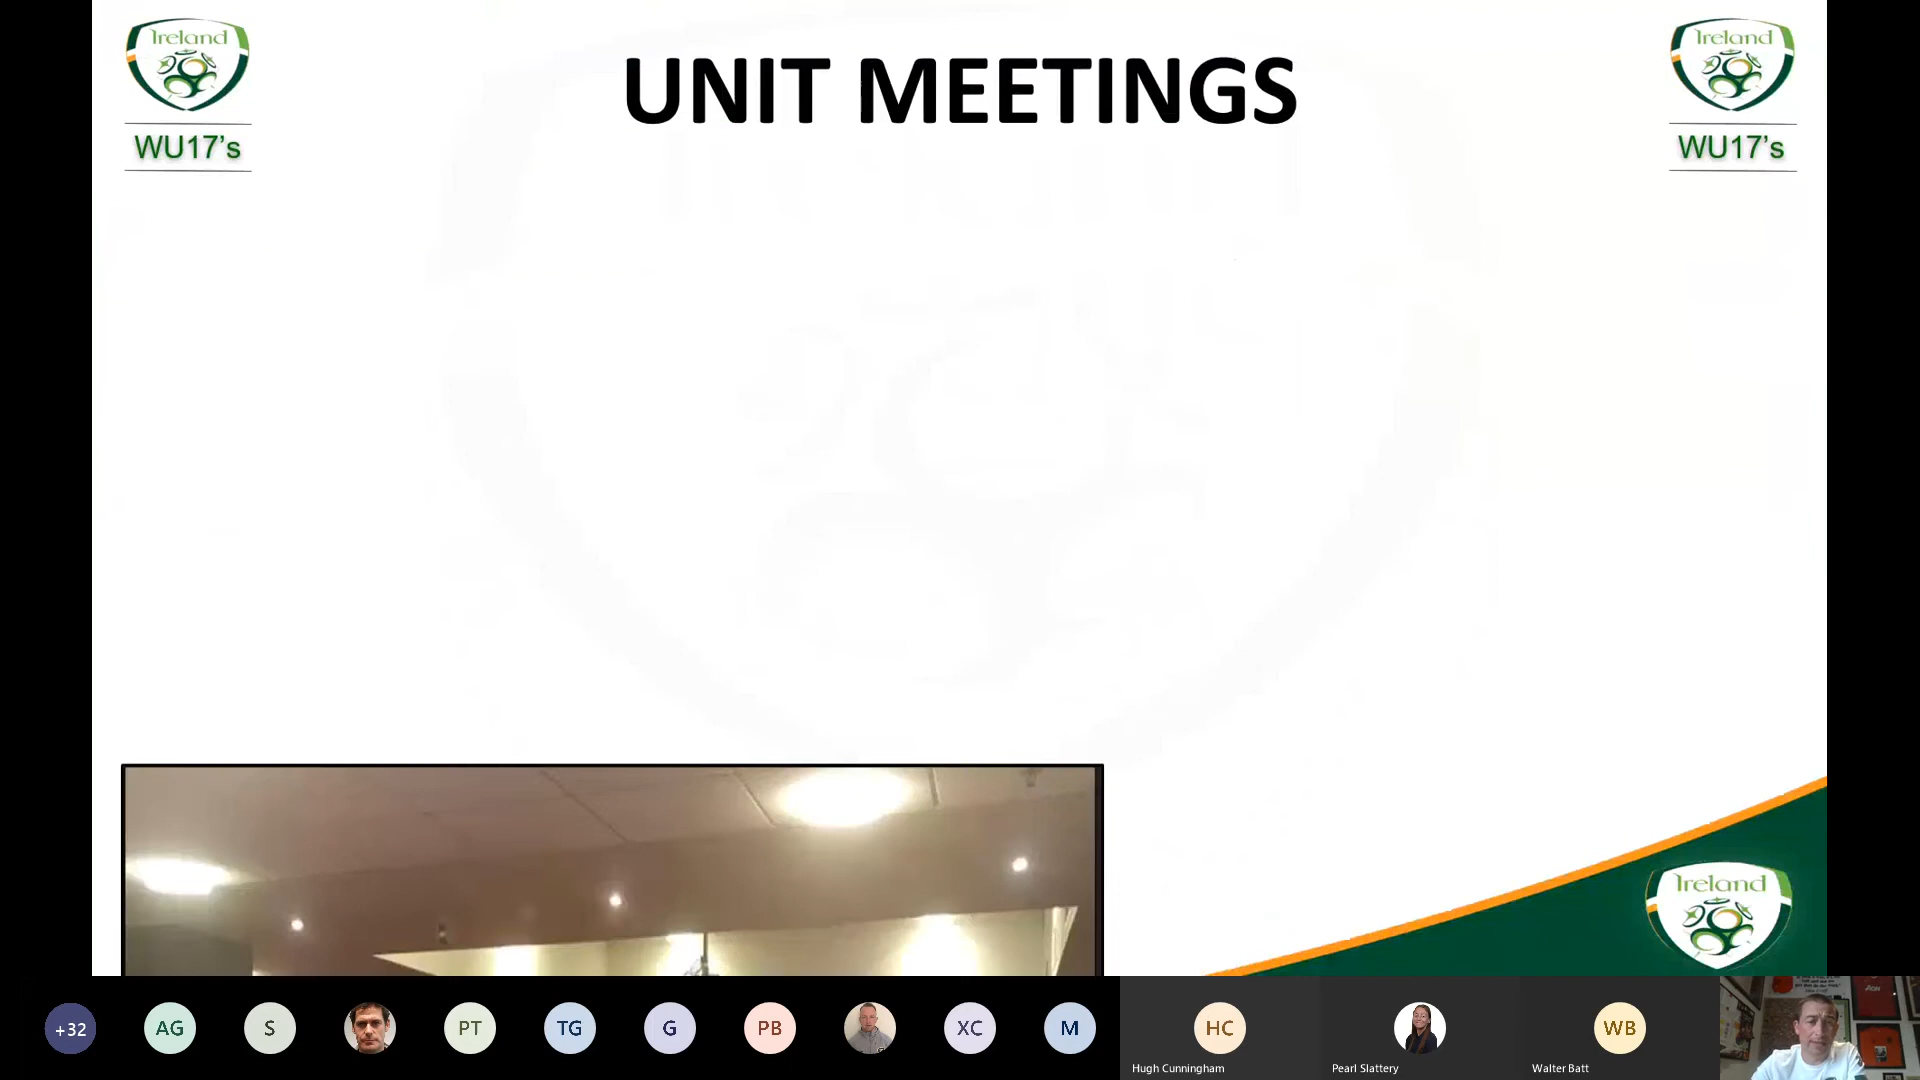 Ireland
WU17's
UNIT MEETINGS
Ireland
WU17's
Ireland
+32
AG
S
PT
TG
G
PB
XC
M
HC
Hugh Cunningham
Pearl Slattery
WB
Walter Batt
AON